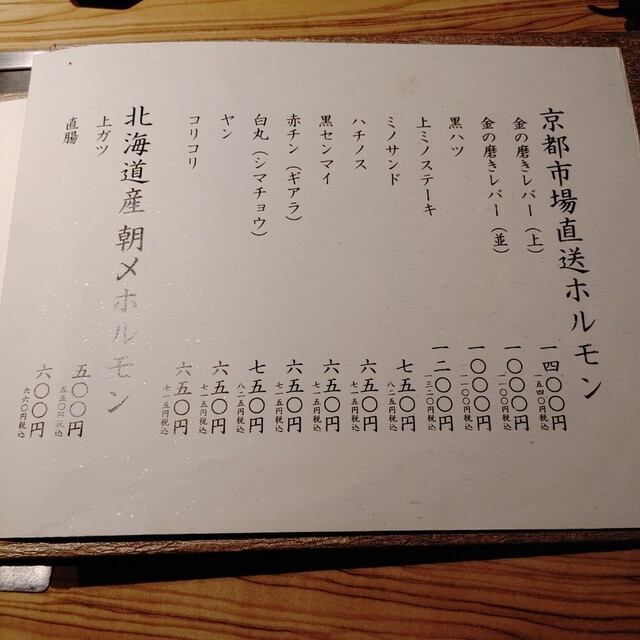 京都市場直送ホルモン
金の磨きレバー（上）
一四〇〇円
一五四〇円税込
金の磨きレバー（並）
一〇〇〇円
一一〇〇円税込
黒ハツ
一〇〇〇円
一一〇〇円税込
上ミノステーキ
一二〇〇円
一三二〇円税込
ミノサンド
七五〇円
八二五円税込
ハチノス
六五〇円
七一五円税込
黒センマイ
六五〇円
七一五円税込
赤チン（ギアラ）
六五〇円
七一五円税込
白丸（シマチョウ）
七五〇円
八二五円税込
ヤン
六五〇円
七一五円税込
コリコリ
六五〇円
七一五円税込
北海道産朝〆ホルモン
上ガツ
五〇〇円
五五〇円税込
直腸
六〇〇円
六六〇円税込